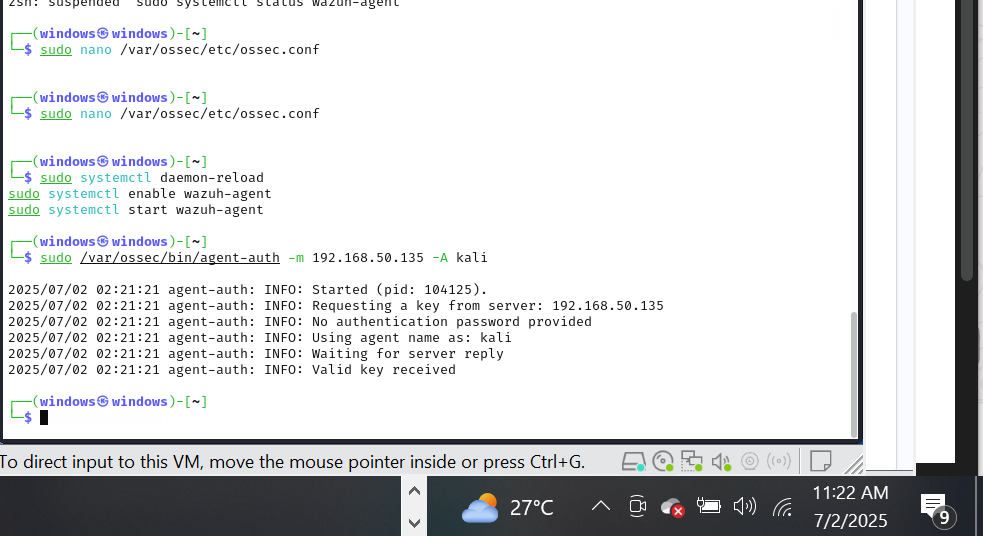 zsh: suspended  sudo systemctl status wazuh-agent
┌──(windows㉿windows)-[~]
└─$ sudo nano /var/ossec/etc/ossec.conf
┌──(windows㉿windows)-[~]
└─$ sudo nano /var/ossec/etc/ossec.conf
┌──(windows㉿windows)-[~]
└─$ sudo systemctl daemon-reload
sudo systemctl enable wazuh-agent
sudo systemctl start wazuh-agent
┌──(windows㉿windows)-[~]
└─$ sudo /var/ossec/bin/agent-auth -m 192.168.50.135 -A kali
2025/07/02 02:21:21 agent-auth: INFO: Started (pid: 104125).
2025/07/02 02:21:21 agent-auth: INFO: Requesting a key from server: 192.168.50.135
2025/07/02 02:21:21 agent-auth: INFO: No authentication password provided
2025/07/02 02:21:21 agent-auth: INFO: Using agent name as: kali
2025/07/02 02:21:21 agent-auth: INFO: Waiting for server reply
2025/07/02 02:21:21 agent-auth: INFO: Valid key received
┌──(windows㉿windows)-[~]
└─$
To direct input to this VM, move the mouse pointer inside or press Ctrl+G.
27°C
11:22 AM
7/2/2025
9